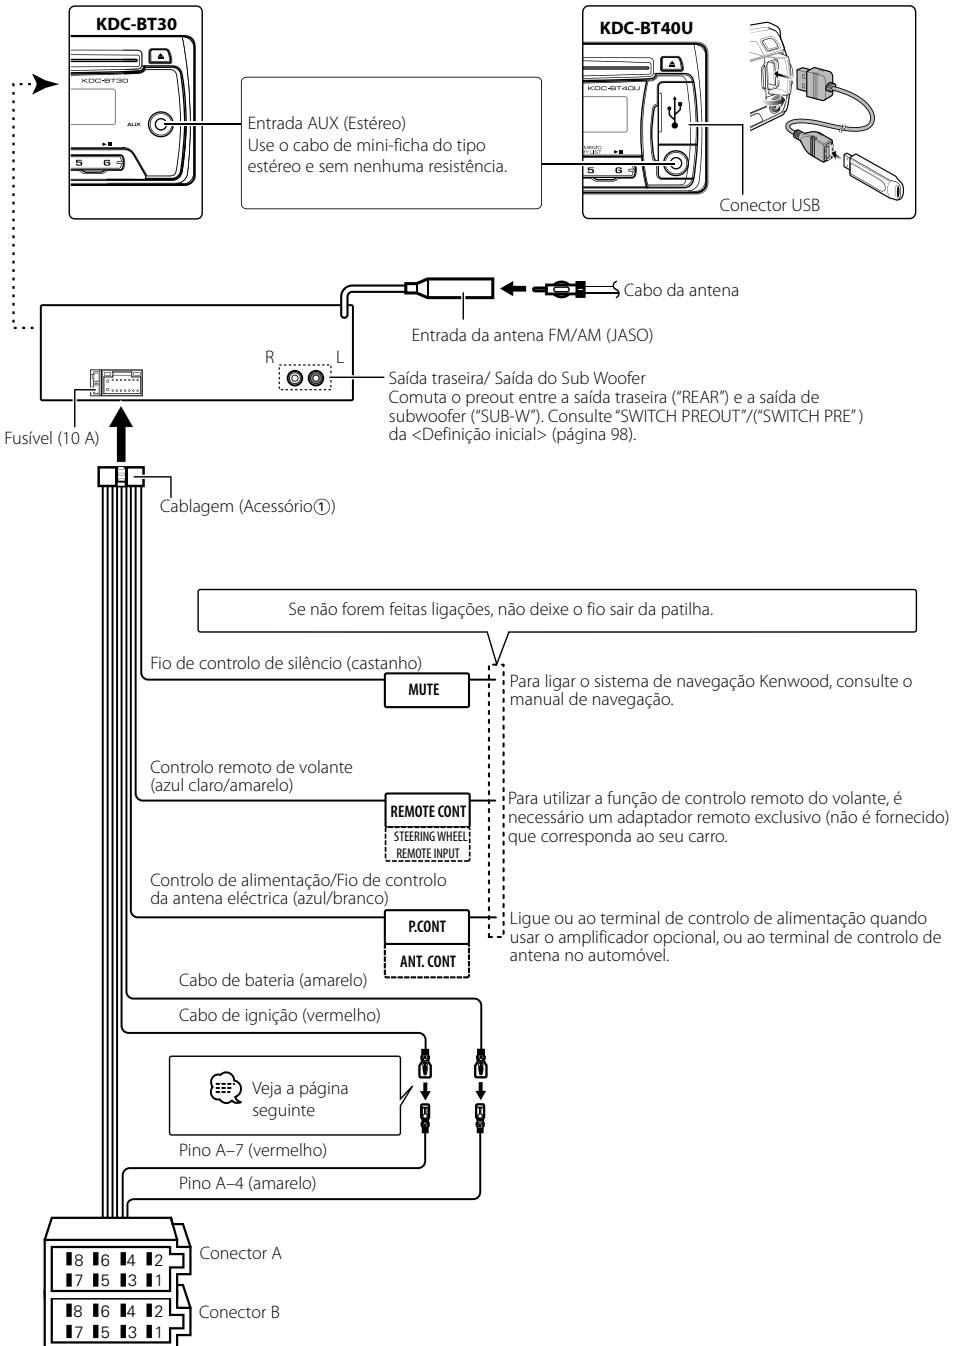 KDC-BT30
KDC-BT30
AUX
5 6
Entrada AUX (Estéreo)
Use o cabo de mini-ficha do tipo
estéreo e sem nenhuma resistência.
KDC-BT40U
KDC-BT40U
5 6
Conector USB
Cabo da antena
Entrada da antena FM/AM (JASO)
R L
Saída traseira/ Saída do Sub Woofer
Comuta o preout entre a saída traseira (“REAR”) e a saída de
subwoofer (“SUB-W”). Consulte “SWITCH PREOUT”/(“SWITCH PRE” )
da <Definição inicial> (página 98).
Fusível (10 A)
Cablagem (Acessório①)
Se não forem feitas ligações, não deixe o fio sair da patilha.
Fio de controlo de silêncio (castanho)
MUTE
Para ligar o sistema de navegação Kenwood, consulte o
manual de navegação.
Controlo remoto de volante
(azul claro/amarelo)
REMOTE CONT
STEERING WHEEL
REMOTE INPUT
Para utilizar a função de controlo remoto do volante, é
necessário um adaptador remoto exclusivo (não é fornecido)
que corresponda ao seu carro.
Controlo de alimentação/Fio de controlo
da antena eléctrica (azul/branco)
P.CONT
ANT. CONT
Ligue ou ao terminal de controlo de alimentação quando
usar o amplificador opcional, ou ao terminal de controlo de
antena no automóvel.
Cabo de bateria (amarelo)
Cabo de ignição (vermelho)
Veja a página
seguinte
Pino A–7 (vermelho)
Pino A–4 (amarelo)
8 6 4 2
7 5 3 1
Conector A
8 6 4 2
7 5 3 1
Conector B